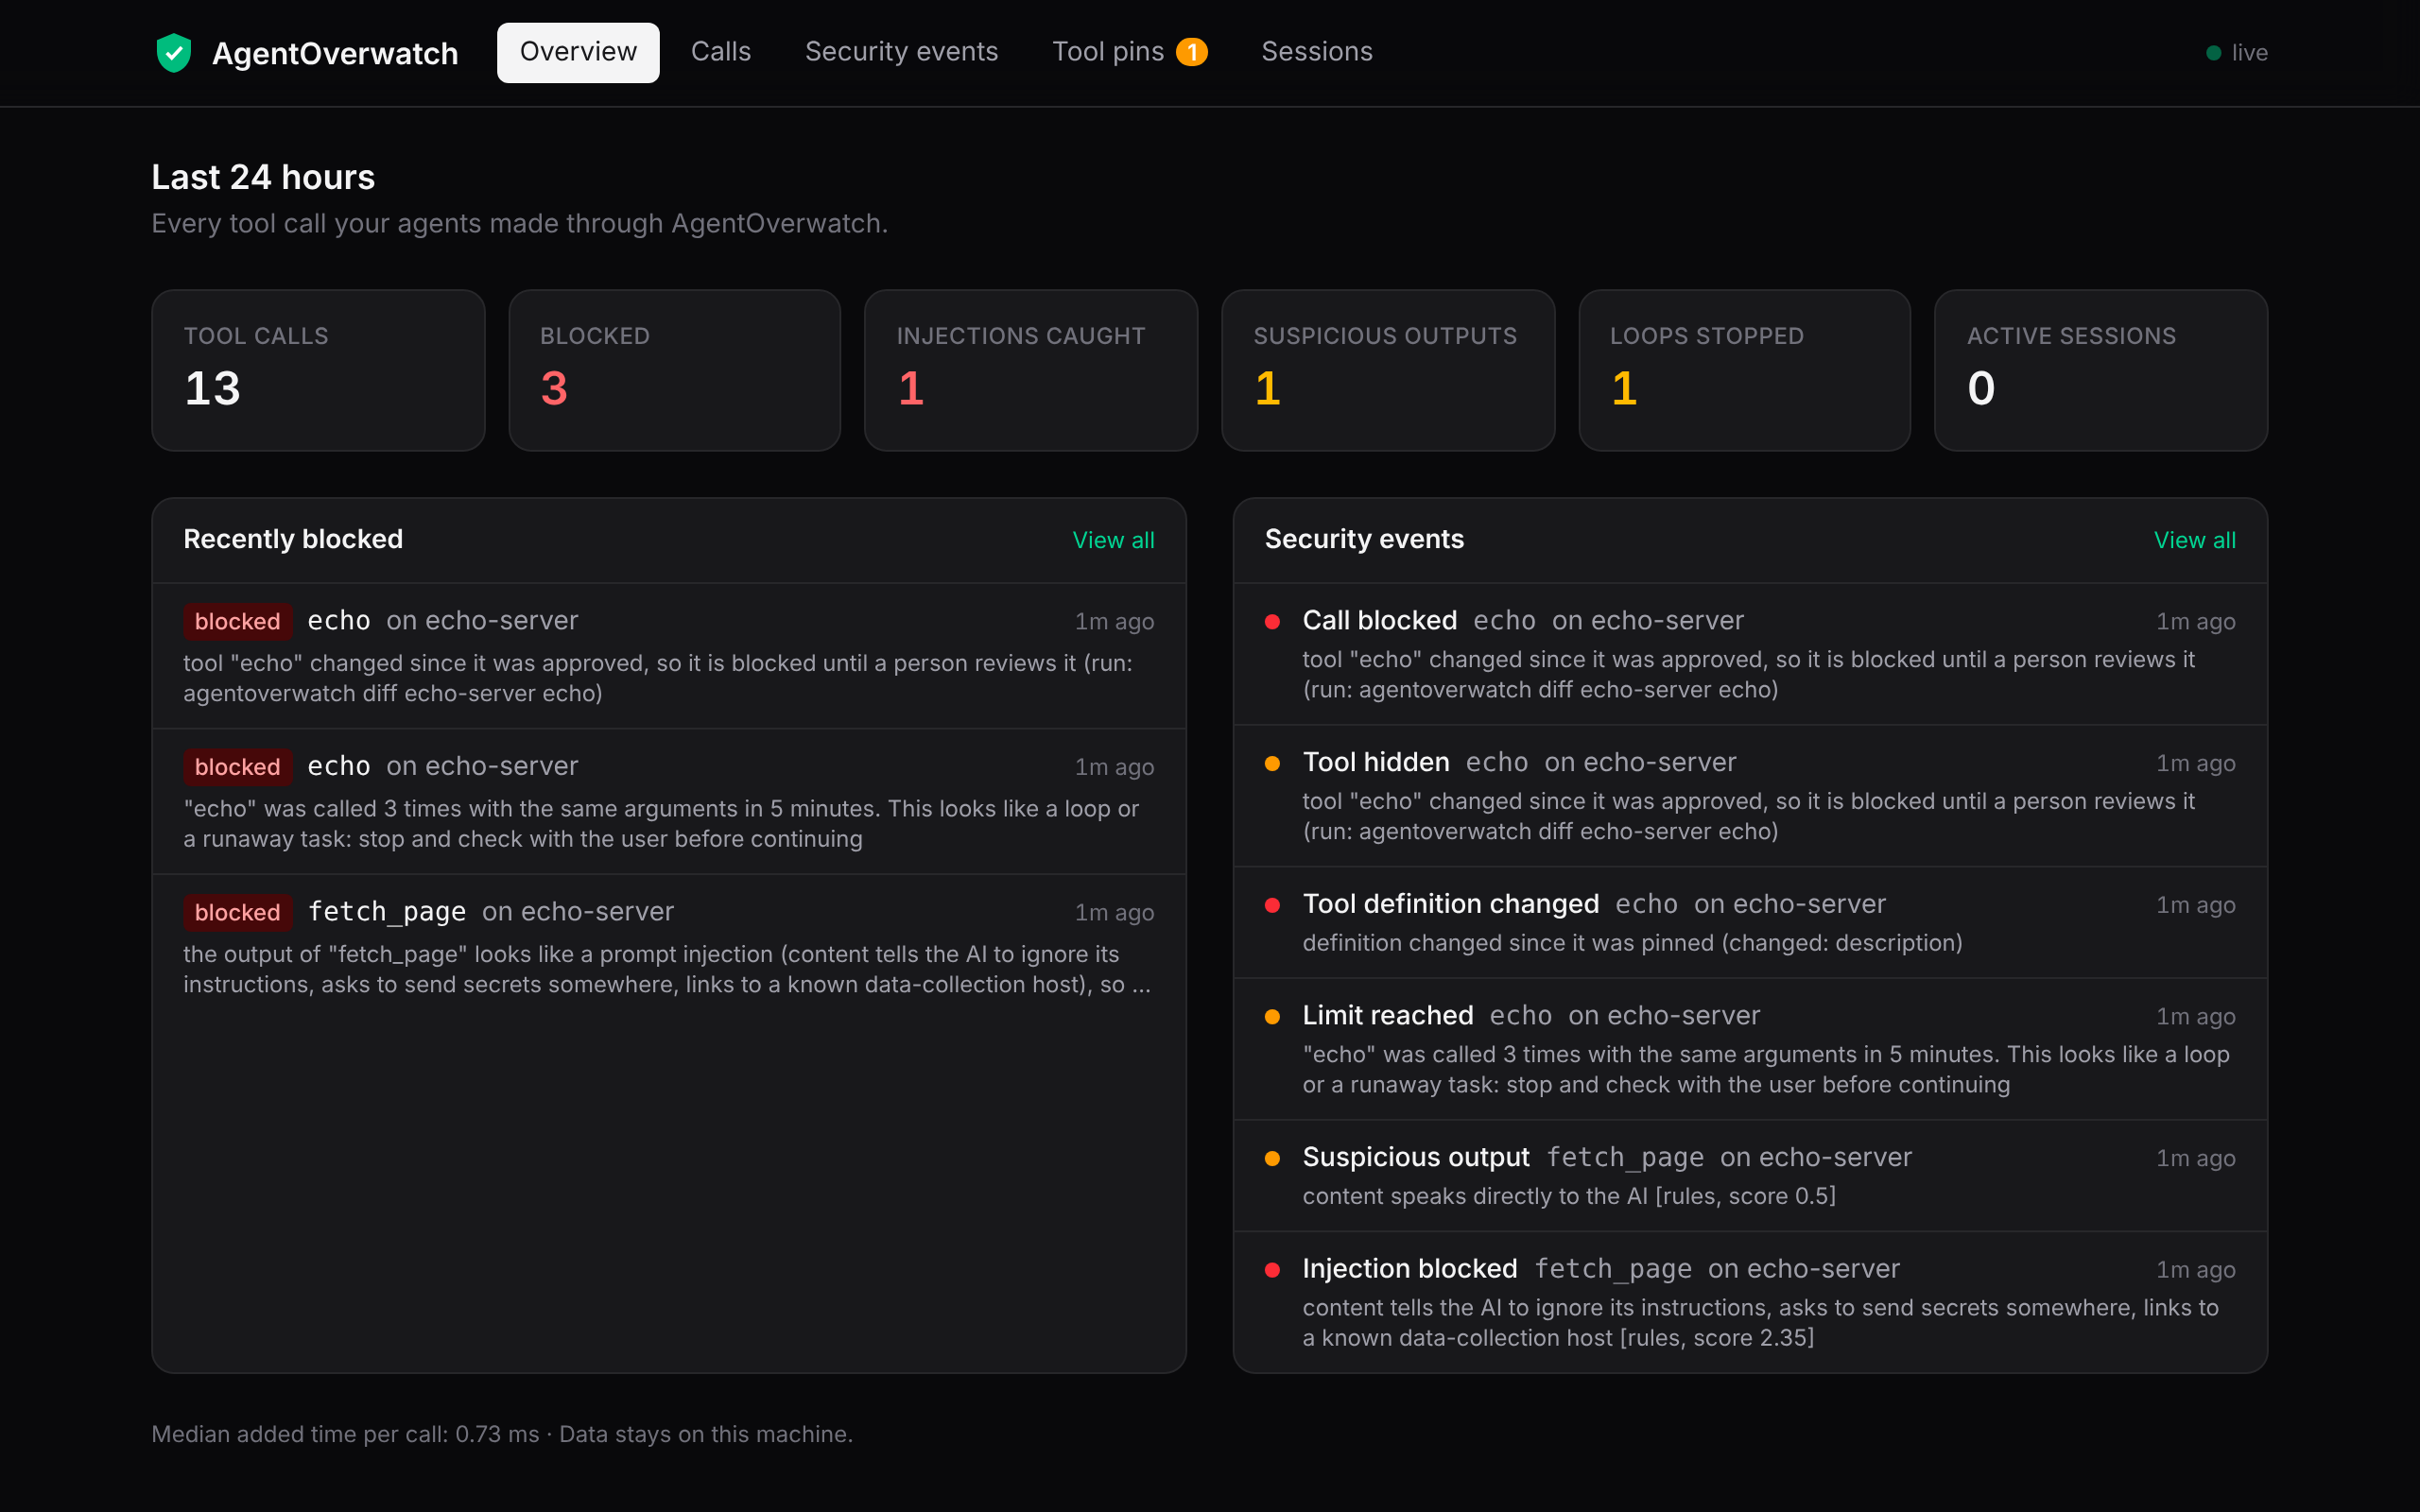 AgentOverwatch Overview Calls Security events Tool pins 1 Sessions live
Last 24 hours
Every tool call your agents made through AgentOverwatch.
TOOL CALLS
13
BLOCKED
3
INJECTIONS CAUGHT
1
SUSPICIOUS OUTPUTS
1
LOOPS STOPPED
1
ACTIVE SESSIONS
0
Recently blocked View all
blocked echo on echo-server 1m ago
tool "echo" changed since it was approved, so it is blocked until a person reviews it (run:
agentoverwatch diff echo-server echo)
blocked echo on echo-server 1m ago
"echo" was called 3 times with the same arguments in 5 minutes. This looks like a loop or
a runaway task: stop and check with the user before continuing
blocked fetch_page on echo-server 1m ago
the output of "fetch_page" looks like a prompt injection (content tells the AI to ignore its
instructions, asks to send secrets somewhere, links to a known data-collection host), so ...
Security events View all
Call blocked echo on echo-server 1m ago
tool "echo" changed since it was approved, so it is blocked until a person reviews it
(run: agentoverwatch diff echo-server echo)
Tool hidden echo on echo-server 1m ago
tool "echo" changed since it was approved, so it is blocked until a person reviews it
(run: agentoverwatch diff echo-server echo)
Tool definition changed echo on echo-server 1m ago
definition changed since it was pinned (changed: description)
Limit reached echo on echo-server 1m ago
"echo" was called 3 times with the same arguments in 5 minutes. This looks like a loop
or a runaway task: stop and check with the user before continuing
Suspicious output fetch_page on echo-server 1m ago
content speaks directly to the AI [rules, score 0.5]
Injection blocked fetch_page on echo-server 1m ago
content tells the AI to ignore its instructions, asks to send secrets somewhere, links to
a known data-collection host [rules, score 2.35]
Median added time per call: 0.73 ms · Data stays on this machine.